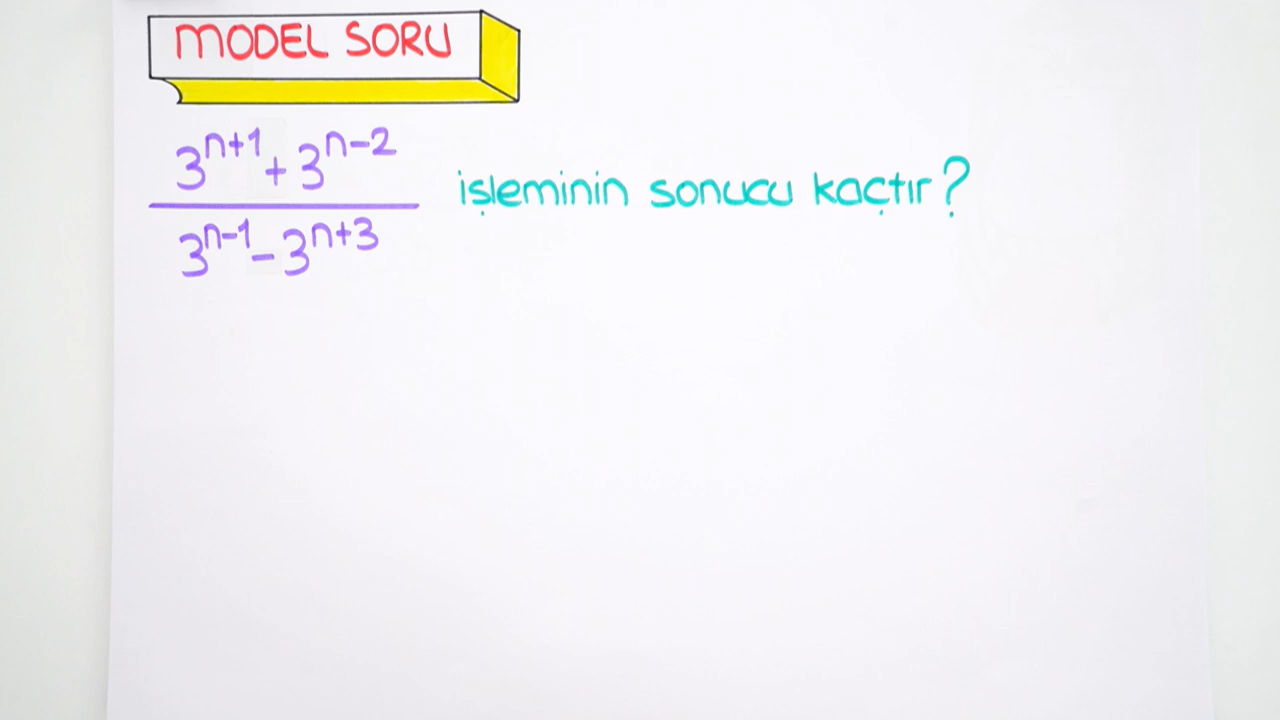 MODEL SORU
3^{n+1} + 3^{n-2}
işleminin sonucu kaçtır?
3^{n-1} - 3^{n+3}